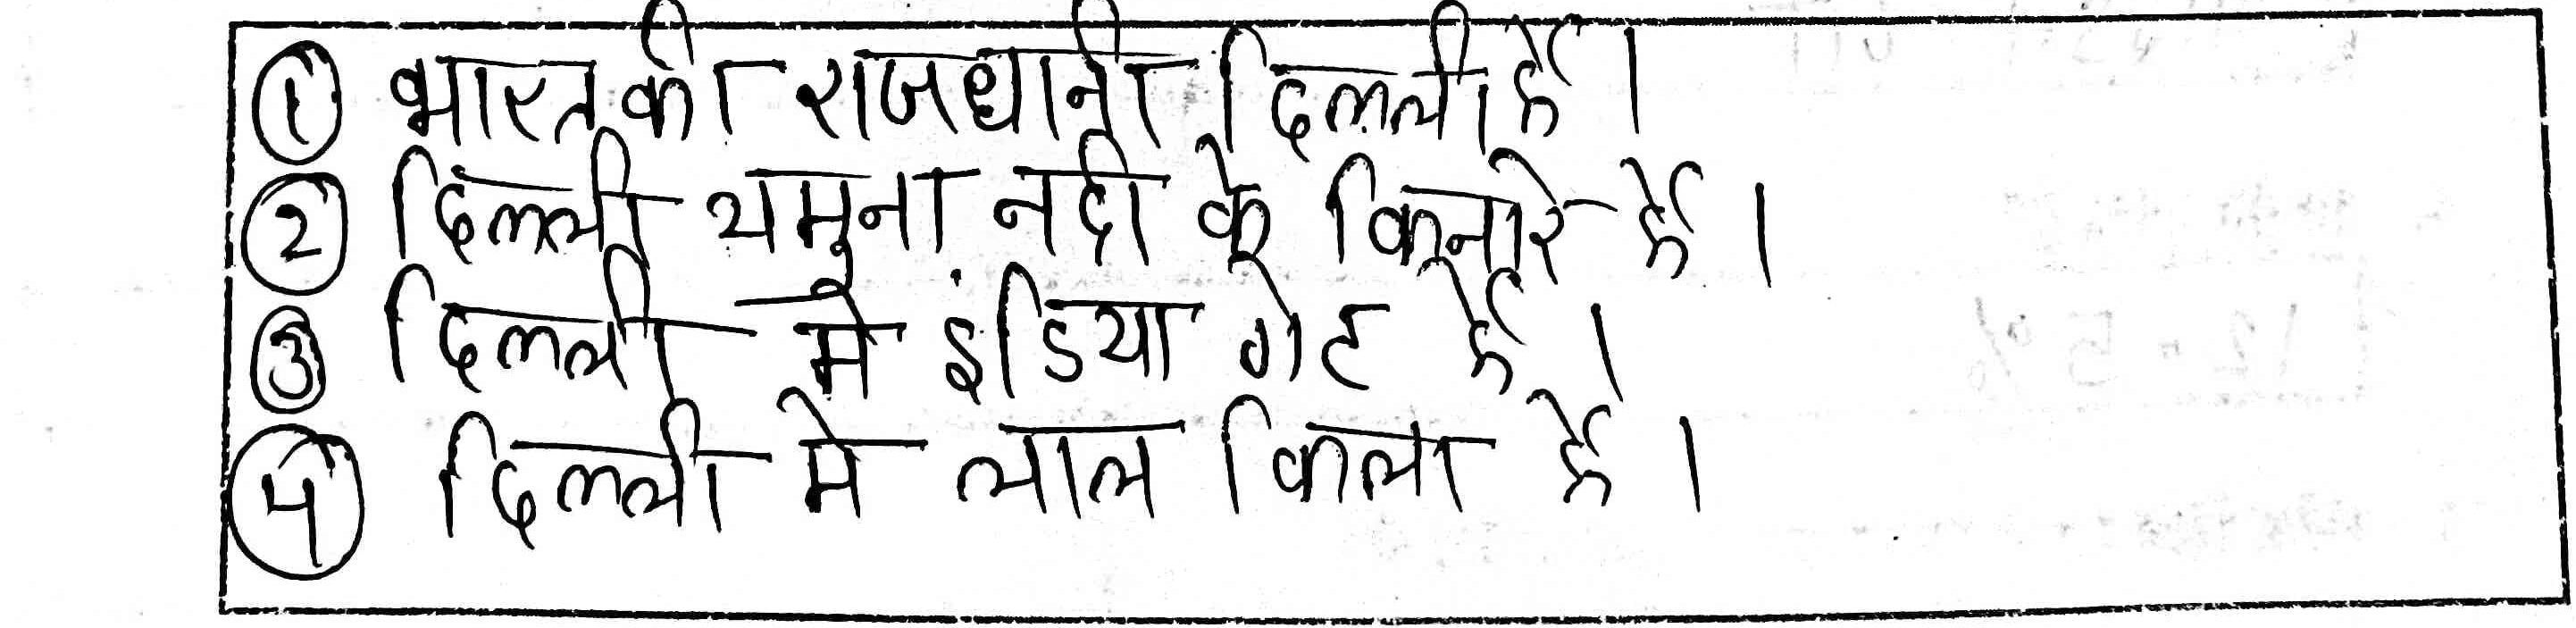 ① भारत की राजधानी दिल्ली हैं।
② दिल्ली यमुना नदी के किनारे हैं।
③ दिल्ली मे इंडिया गेट हैं।
④ दिल्ली मे लाल किला हैं।